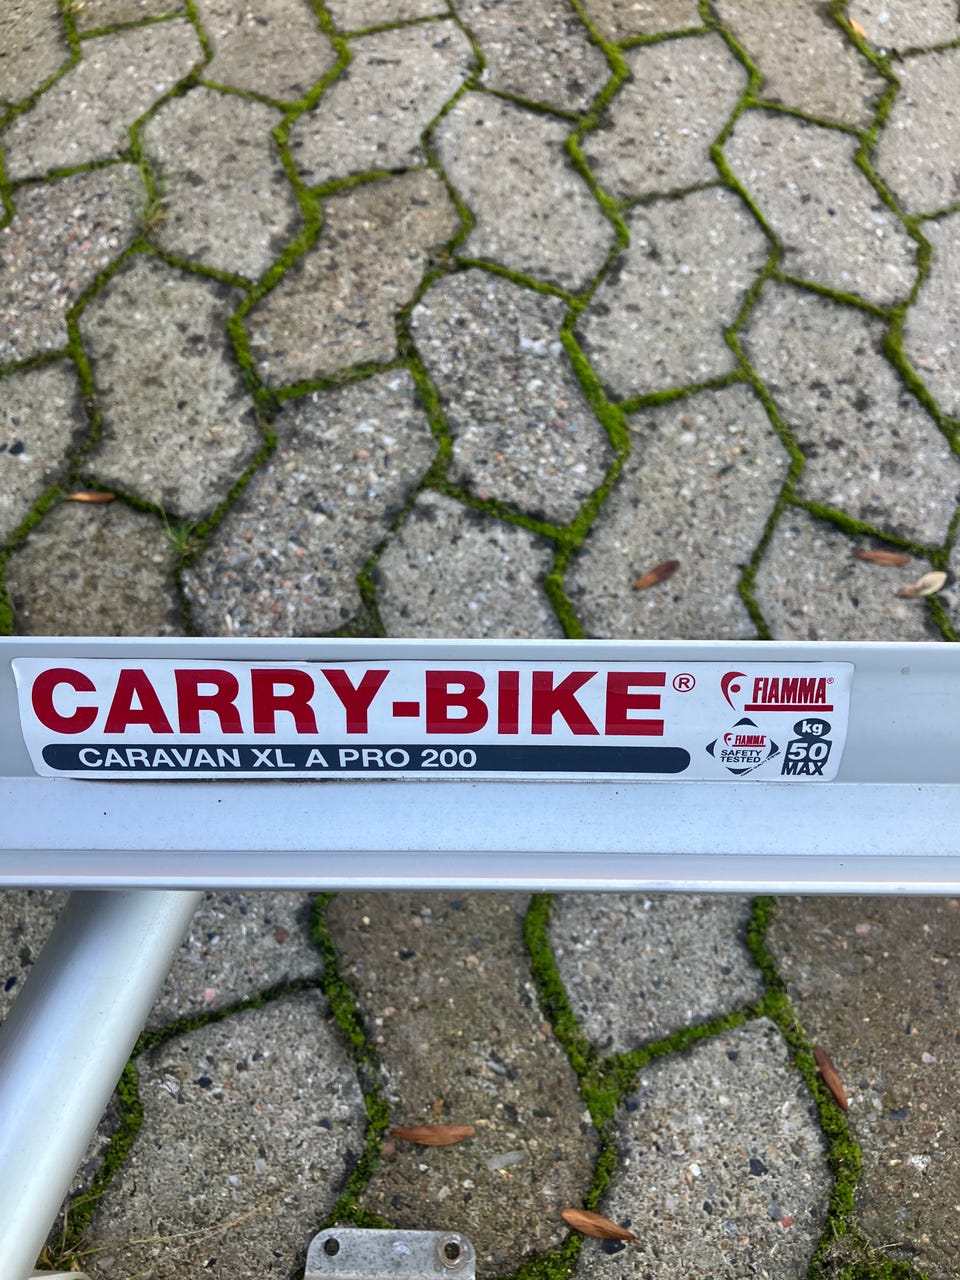 CARRY-BIKE®
CARAVAN XL A PRO 200
FIAMMA®
FIAMMA
SAFETY
TESTED
kg
50
MAX